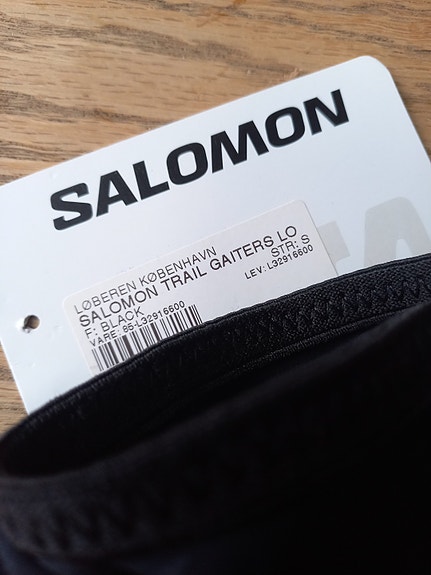 SALOMON
LØBEREN KØBENHAVN
SALOMON TRAIL GAITERS LO
F: BLACK
STR: S
VARE: 85-L32916600
LEV: L32916600